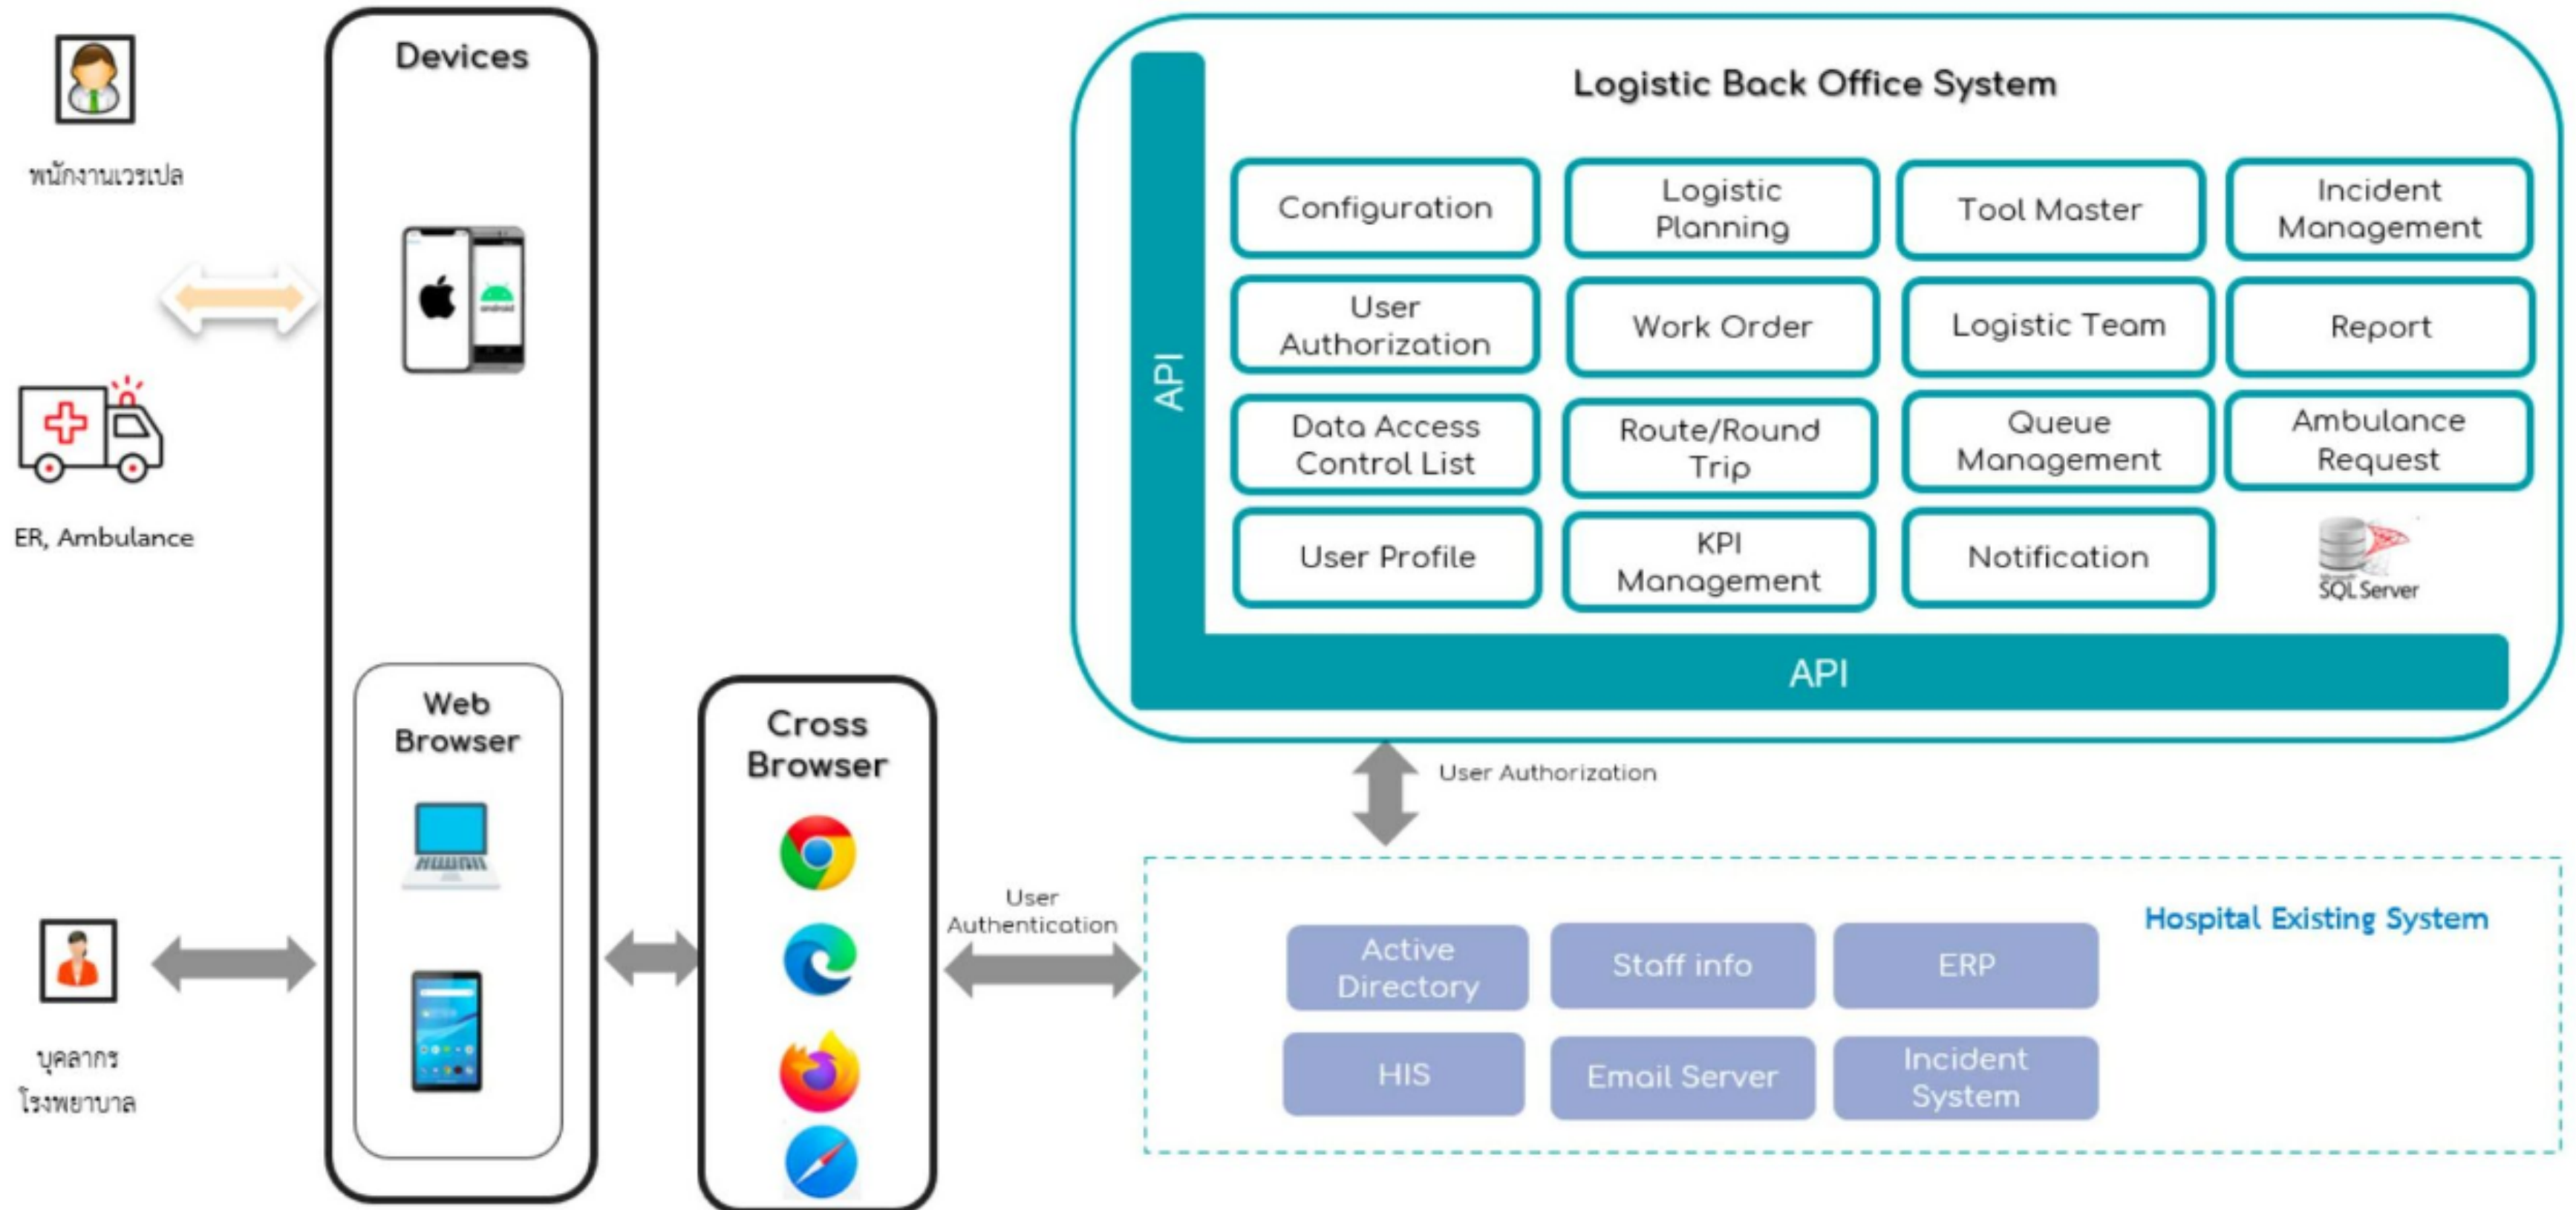 พนักงานเวรเปล
ER, Ambulance
บุคลากร
โรงพยาบาล
Devices
android
Web
Browser
Cross
Browser
User
Authentication
Logistic Back Office System
API
Configuration
Logistic
Planning
Tool Master
Incident
Management
User
Authorization
Work Order
Logistic Team
Report
Data Access
Control List
Route/Round
Trip
Queue
Management
Ambulance
Request
User Profile
KPI
Management
Notification
Microsoft
SQL Server
API
User Authorization
Hospital Existing System
Active
Directory
Staff info
ERP
HIS
Email Server
Incident
System